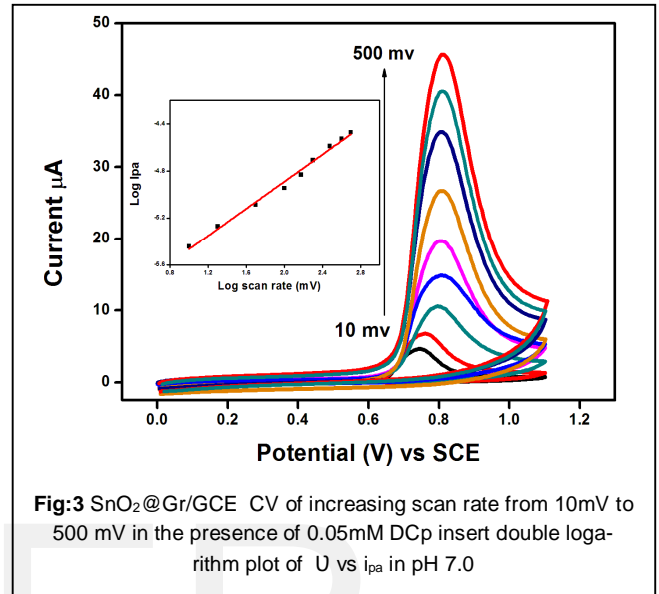 50
40
30
20
10
0
Current μA
500 mv
10 mv
-4.4
-4.8
-5.2
-5.6
Log Ipa
0.8 1.2 1.6 2.0 2.4 2.8
Log scan rate (mV)
0.0 0.2 0.4 0.6 0.8 1.0 1.2
Potential (V) vs SCE
Fig:3 SnO₂@Gr/GCE CV of increasing scan rate from 10mV to
500 mV in the presence of 0.05mM DCp insert double loga-
rithm plot of Ʋ vs iₚₐ in pH 7.0